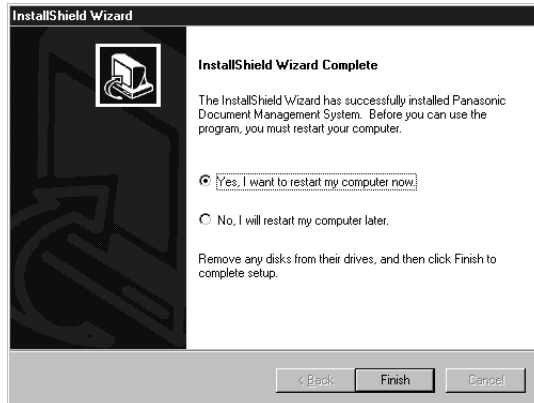 InstallShield Wizard
InstallShield Wizard Complete
The InstallShield Wizard has successfully installed Panasonic
Document Management System. Before you can use the
program, you must restart your computer.
Yes, I want to restart my computer now.
No, I will restart my computer later.
Remove any disks from their drives, and then click Finish to
complete setup.
< Back
Finish
Cancel